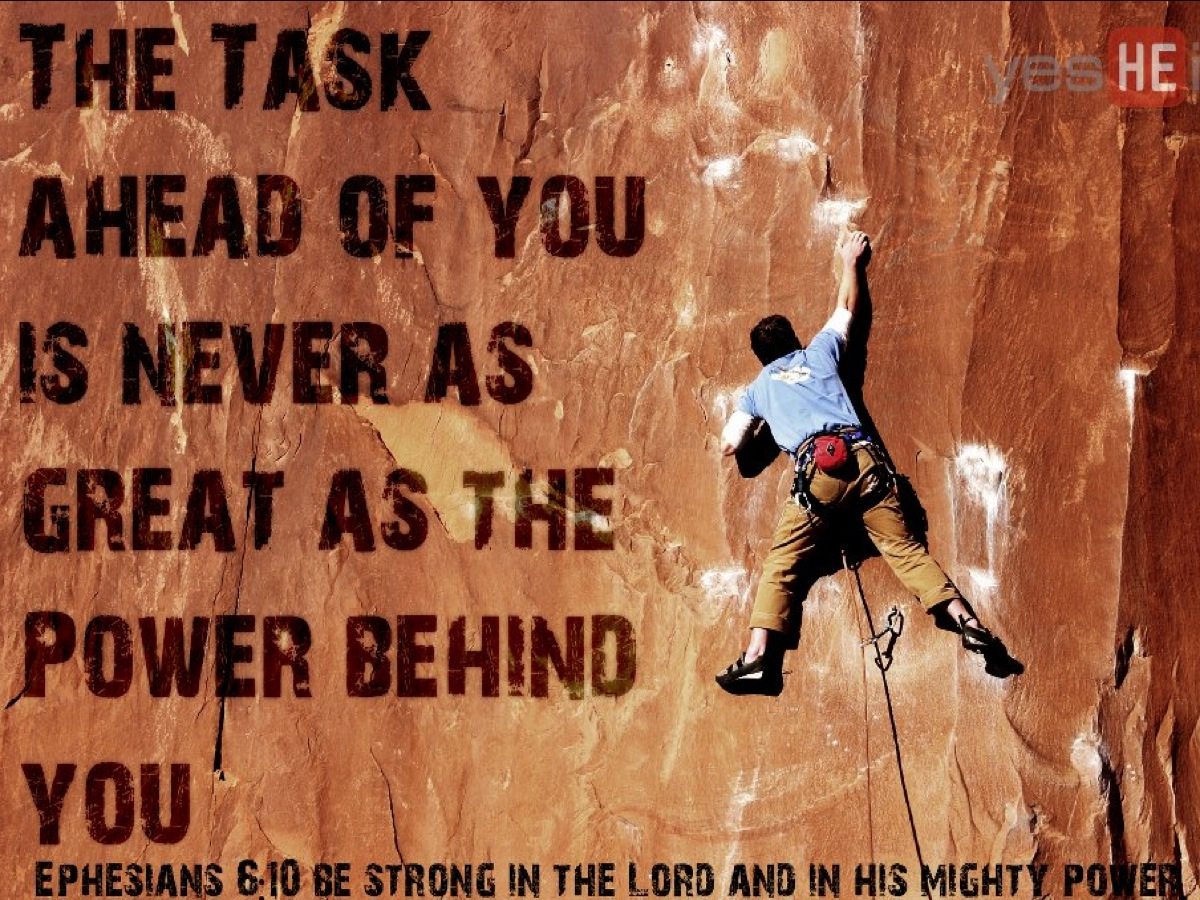 The Task
yesHE
ahead of you
is never as
great as the
Power behind
you
Ephesians 6:10 be strong in the Lord and in his mighty power